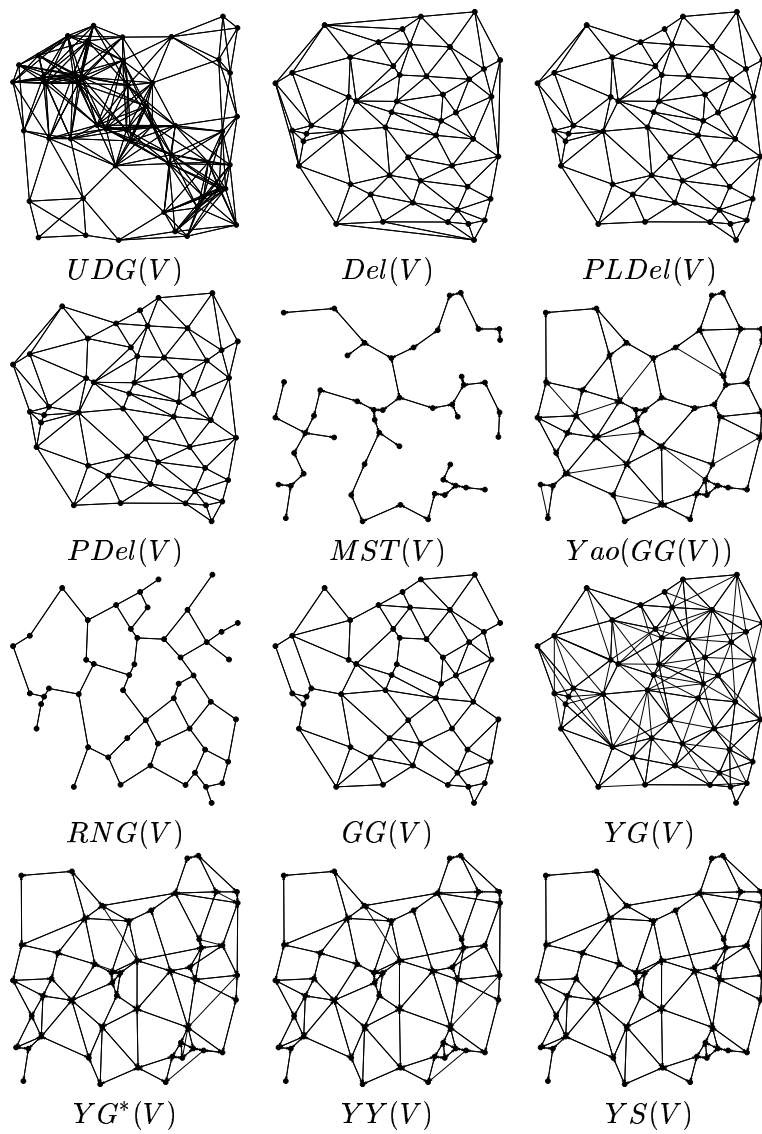 UDG(V) Del(V) PLDel(V)
PDel(V) MST(V) Yao(GG(V))
RNG(V) GG(V) YG(V)
YG*(V) YY(V) YS(V)